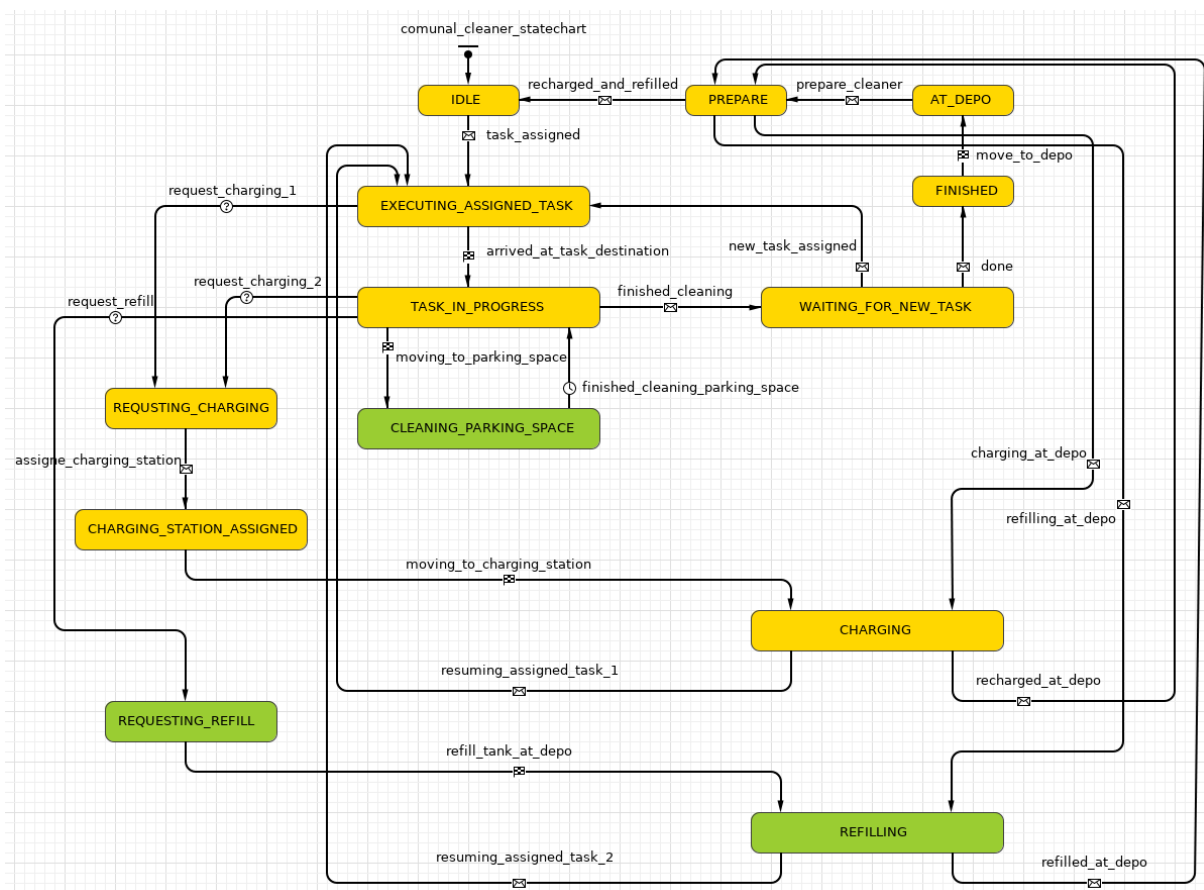 comunal_cleaner_statechart
IDLE
recharged_and_refilled
PREPARE
prepare_cleaner
AT_DEPO
task_assigned
move_to_depo
request_charging_1
EXECUTING_ASSIGNED_TASK
FINISHED
arrived_at_task_destination
new_task_assigned
done
request_charging_2
request_refill
TASK_IN_PROGRESS
finished_cleaning
WAITING_FOR_NEW_TASK
moving_to_parking_space
finished_cleaning_parking_space
REQUSTING_CHARGING
CLEANING_PARKING_SPACE
assigne_charging_station
charging_at_depo
refilling_at_depo
CHARGING_STATION_ASSIGNED
moving_to_charging_station
CHARGING
resuming_assigned_task_1
recharged_at_depo
REQUESTING_REFILL
refill_tank_at_depo
REFILLING
resuming_assigned_task_2
refilled_at_depo